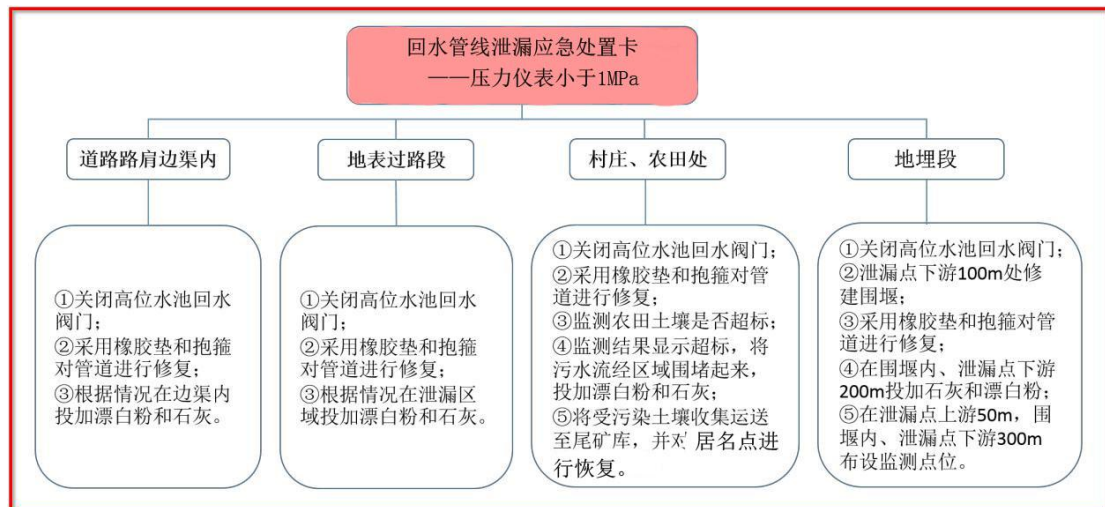 回水管线泄漏应急处置卡
——压力仪表小于1MPa
道路路肩边渠内
地表过路段
村庄、农田处
地埋段
①关闭高位水池回水
阀门；
②采用橡胶垫和抱箍
对管道进行修复；
③根据情况在边渠内
投加漂白粉和石灰。
①关闭高位水池回水
阀门；
②采用橡胶垫和抱箍
对管道进行修复；
③根据情况在泄漏区
域投加漂白粉和石灰。
①关闭高位水池回水阀门；
②采用橡胶垫和抱箍对管
道进行修复；
③监测农田土壤是否超标；
④监测结果显示超标，将
污水流经区域围堵起来，
投加漂白粉和石灰；
⑤将受污染土壤收集运送
至尾矿库，并对 居名点进
行恢复。
①关闭高位水池回水阀门；
②泄漏点下游100m处修
建围堰；
③采用橡胶垫和抱箍对管
道进行修复；
④在围堰内、泄漏点下游
200m投加石灰和漂白粉；
⑤在泄漏点上游50m，围
堰内、泄漏点下游300m
布设监测点位。